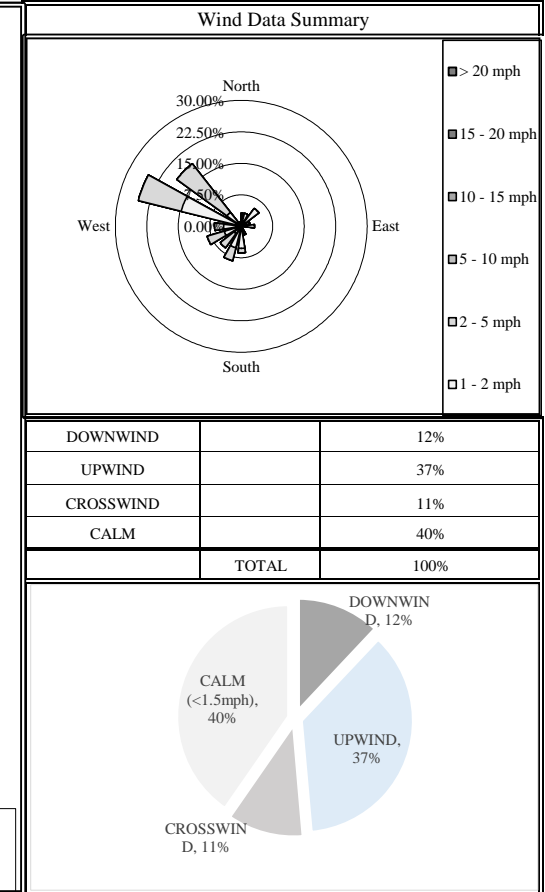 Wind Data Summary
North
30.00%
22.50%
15.00%
7.50%
0.00%
West
East
South
> 20 mph
15 - 20 mph
10 - 15 mph
5 - 10 mph
2 - 5 mph
1 - 2 mph
DOWNWIND 12%
UPWIND 37%
CROSSWIND 11%
CALM 40%
TOTAL 100%
DOWNWIN
D, 12%
CALM
(<1.5mph),
40%
UPWIND,
37%
CROSSWIN
D, 11%